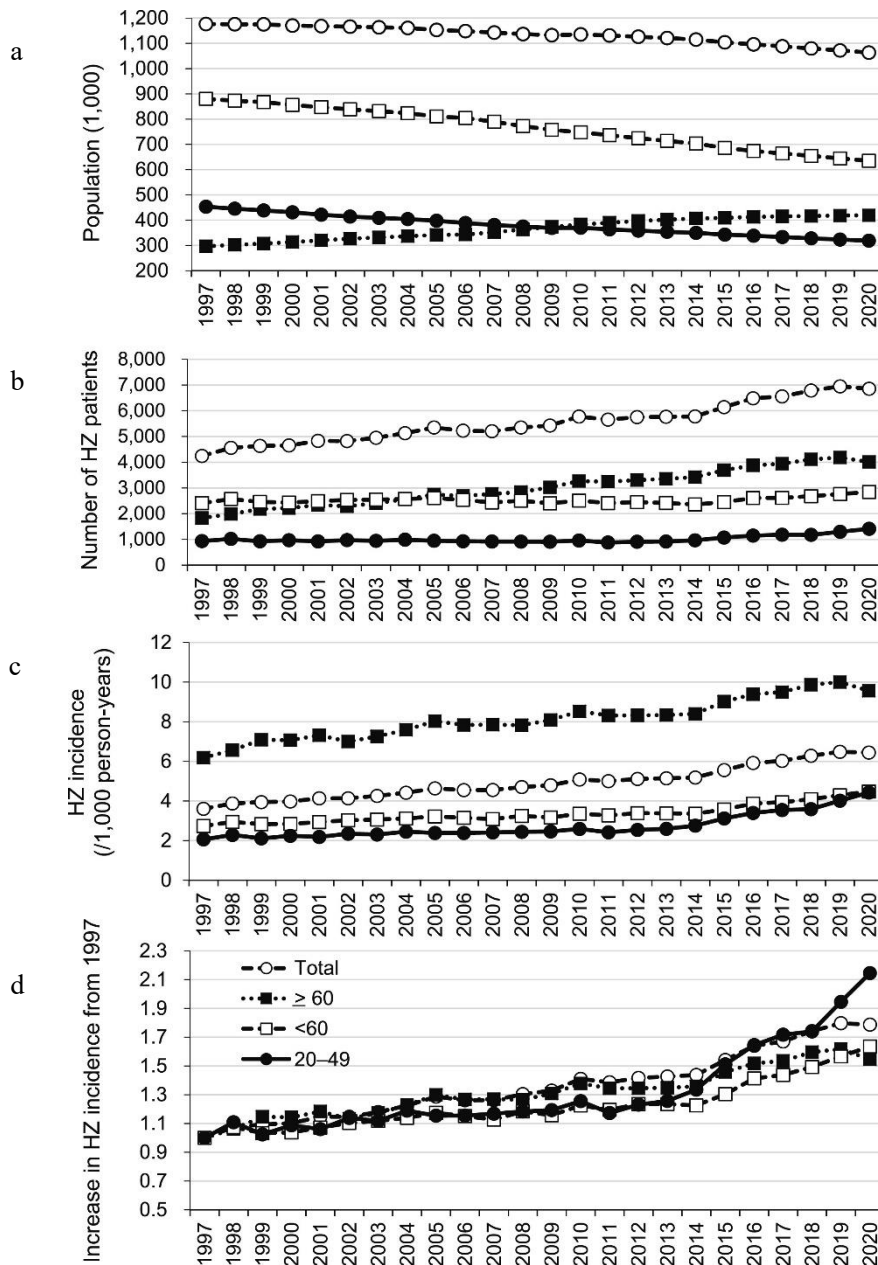 a
Population (1,000)
1,200
1,100
1,000
900
800
700
600
500
400
300
200
1997 1998 1999 2000 2001 2002 2003 2004 2005 2006 2007 2008 2009 2010 2011 2012 2013 2014 2015 2016 2017 2018 2019 2020
b
Number of HZ patients
8,000
7,000
6,000
5,000
4,000
3,000
2,000
1,000
0
1997 1998 1999 2000 2001 2002 2003 2004 2005 2006 2007 2008 2009 2010 2011 2012 2013 2014 2015 2016 2017 2018 2019 2020
c
HZ incidence
(/1,000 person-years)
12
10
8
6
4
2
0
1997 1998 1999 2000 2001 2002 2003 2004 2005 2006 2007 2008 2009 2010 2011 2012 2013 2014 2015 2016 2017 2018 2019 2020
d
Increase in HZ incidence from 1997
2.3
2.1
1.9
1.7
1.5
1.3
1.1
0.9
0.7
0.5
Total
≥ 60
<60
20–49
1997 1998 1999 2000 2001 2002 2003 2004 2005 2006 2007 2008 2009 2010 2011 2012 2013 2014 2015 2016 2017 2018 2019 2020